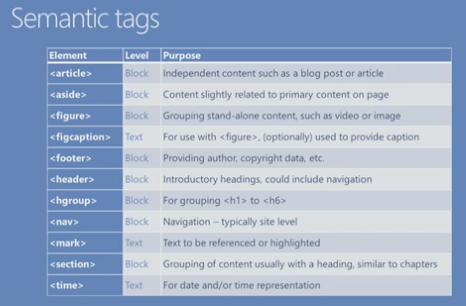 Semantic tags
Element Level Purpose
<article> Block Independent content such as a blog post or article
<aside> Block Content slightly related to primary content on page
<figure> Block Grouping stand-alone content, such as video or image
<figcaption> Text For use with <figure>, (optionally) used to provide caption
<footer> Block Providing author, copyright data, etc.
<header> Block Introductory headings, could include navigation
<hgroup> Block For grouping <h1> to <h6>
<nav> Block Navigation – typically site level
<mark> Text Text to be referenced or highlighted
<section> Block Grouping of content usually with a heading, similar to chapters
<time> Text For date and/or time representation